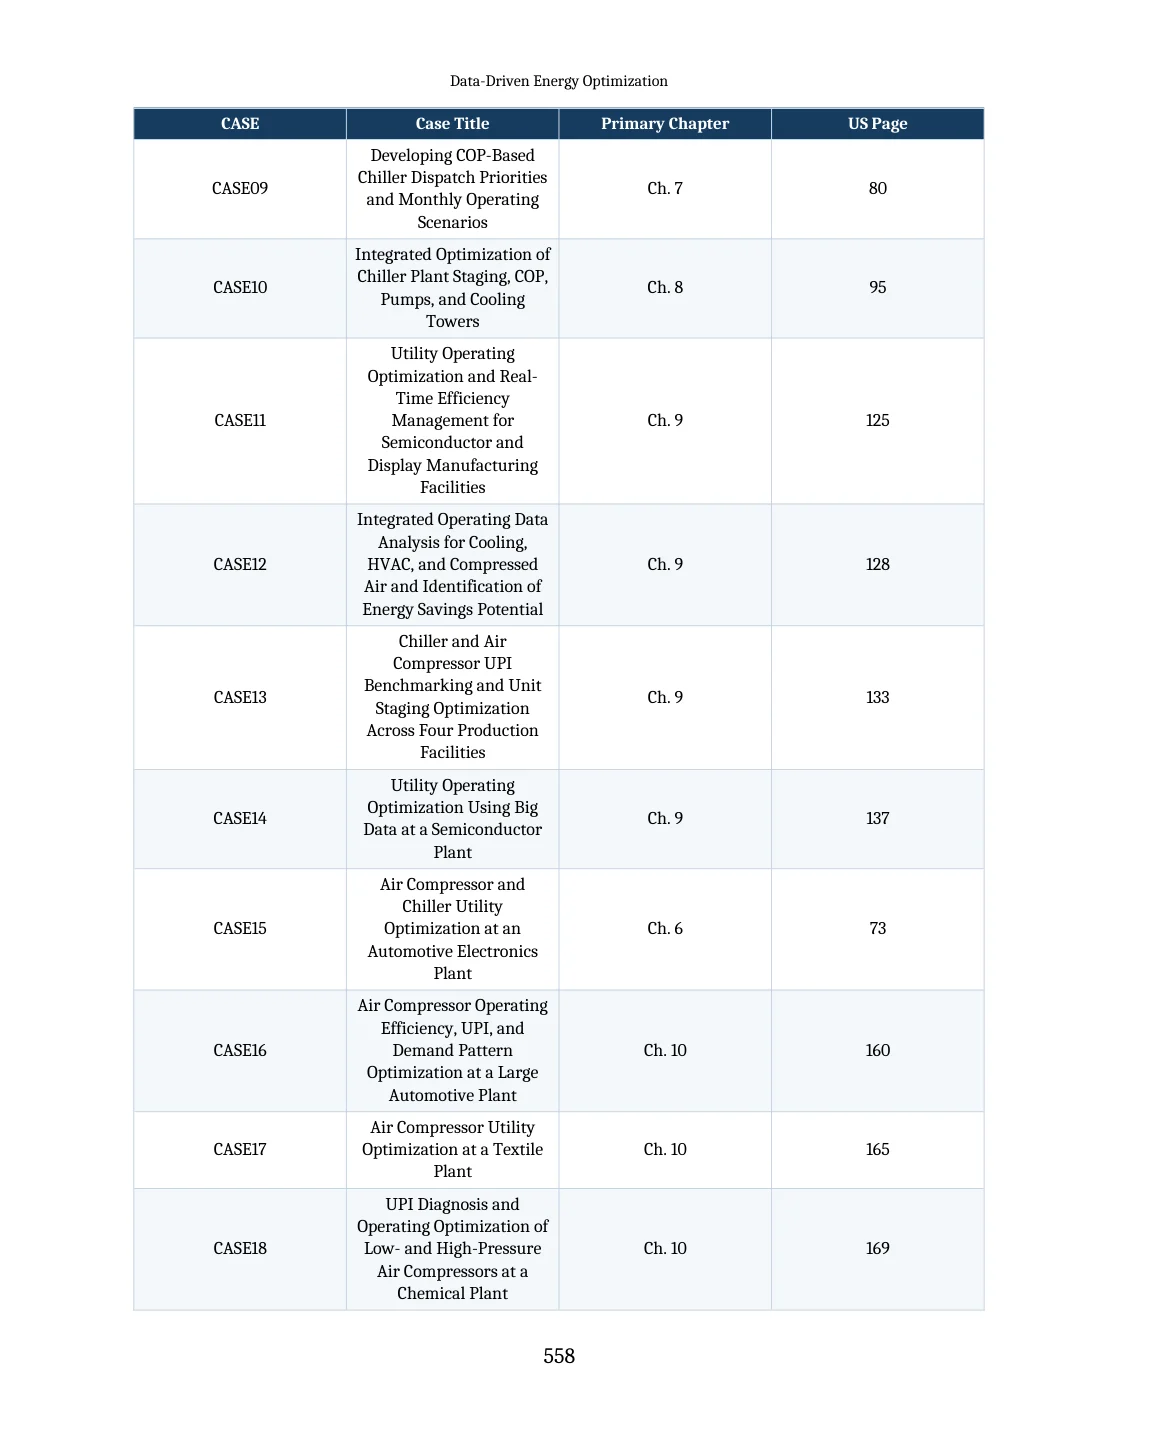 Data-Driven Energy Optimization
CASE
Case Title
Primary Chapter
US Page
CASE09
Developing COP-Based
Chiller Dispatch Priorities
and Monthly Operating
Scenarios
Ch. 7
80
CASE10
Integrated Optimization of
Chiller Plant Staging, COP,
Pumps, and Cooling
Towers
Ch. 8
95
CASE11
Utility Operating
Optimization and Real-
Time Efficiency
Management for
Semiconductor and
Display Manufacturing
Facilities
Ch. 9
125
CASE12
Integrated Operating Data
Analysis for Cooling,
HVAC, and Compressed
Air and Identification of
Energy Savings Potential
Ch. 9
128
CASE13
Chiller and Air
Compressor UPI
Benchmarking and Unit
Staging Optimization
Across Four Production
Facilities
Ch. 9
133
CASE14
Utility Operating
Optimization Using Big
Data at a Semiconductor
Plant
Ch. 9
137
CASE15
Air Compressor and
Chiller Utility
Optimization at an
Automotive Electronics
Plant
Ch. 6
73
CASE16
Air Compressor Operating
Efficiency, UPI, and
Demand Pattern
Optimization at a Large
Automotive Plant
Ch. 10
160
CASE17
Air Compressor Utility
Optimization at a Textile
Plant
Ch. 10
165
CASE18
UPI Diagnosis and
Operating Optimization of
Low- and High-Pressure
Air Compressors at a
Chemical Plant
Ch. 10
169
558